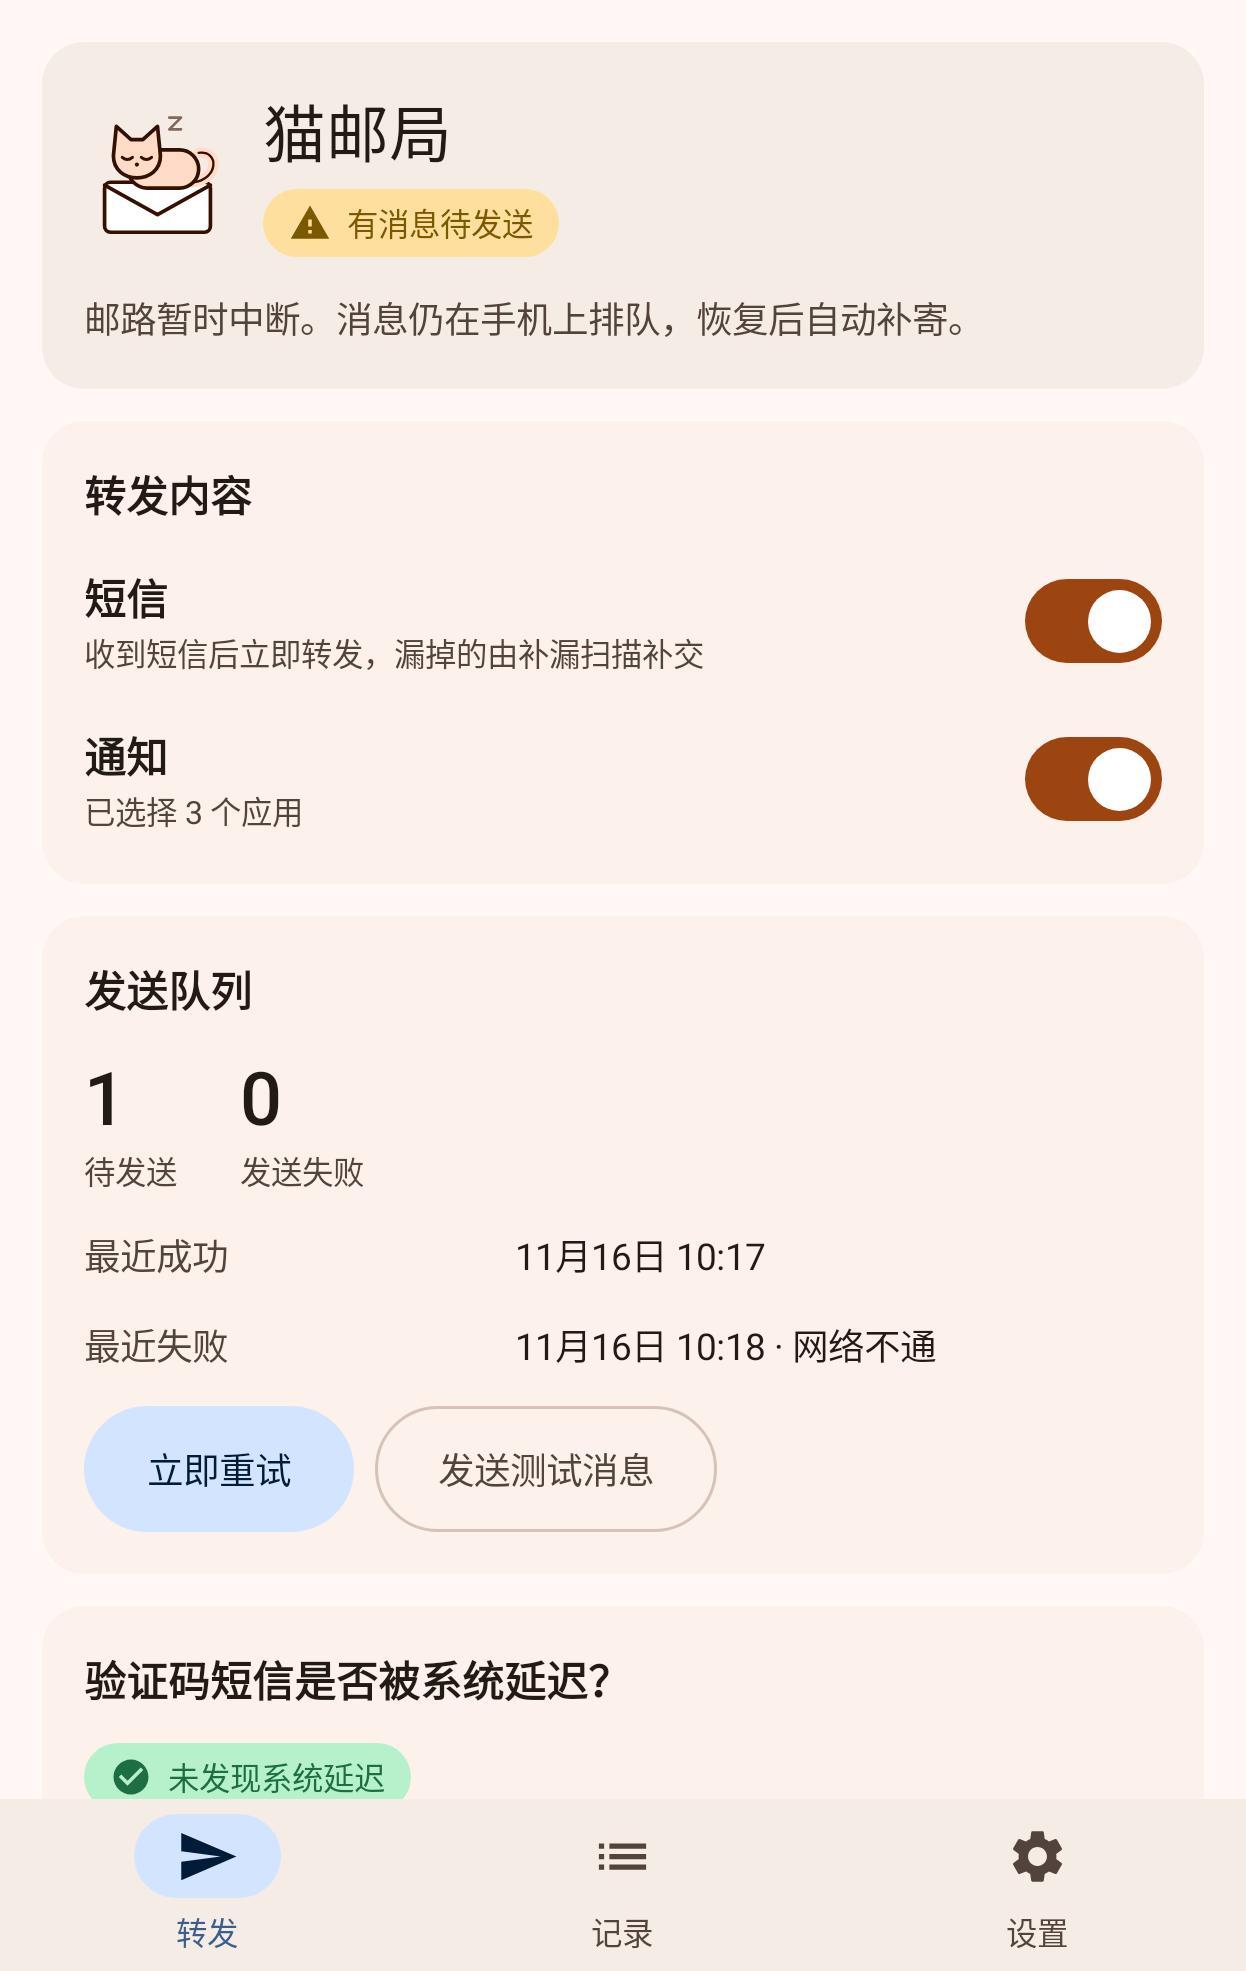 z
猫邮局
有消息待发送
邮路暂时中断。消息仍在手机上排队，恢复后自动补寄。
转发内容
短信
收到短信后立即转发，漏掉的由补漏扫描补交
通知
已选择 3 个应用
发送队列
1 0
待发送 发送失败
最近成功 11月16日 10:17
最近失败 11月16日 10:18 · 网络不通
立即重试 发送测试消息
验证码短信是否被系统延迟？
未发现系统延迟
转发 记录 设置